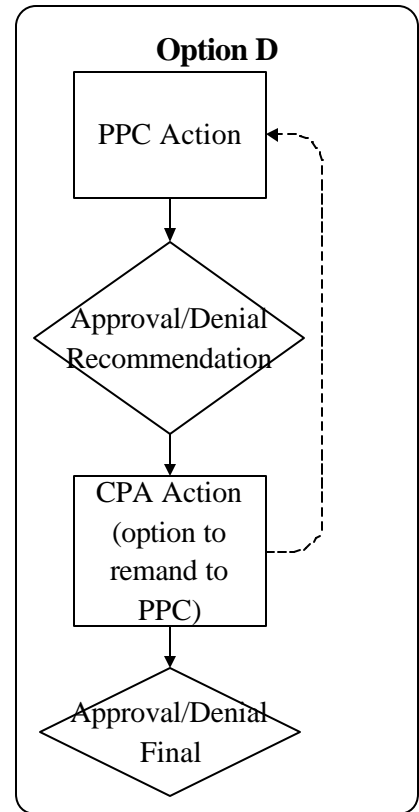 Option D
PPC Action
Approval/Denial
Recommendation
CPA Action
(option to
remand to
PPC)
Approval/Denial
Final